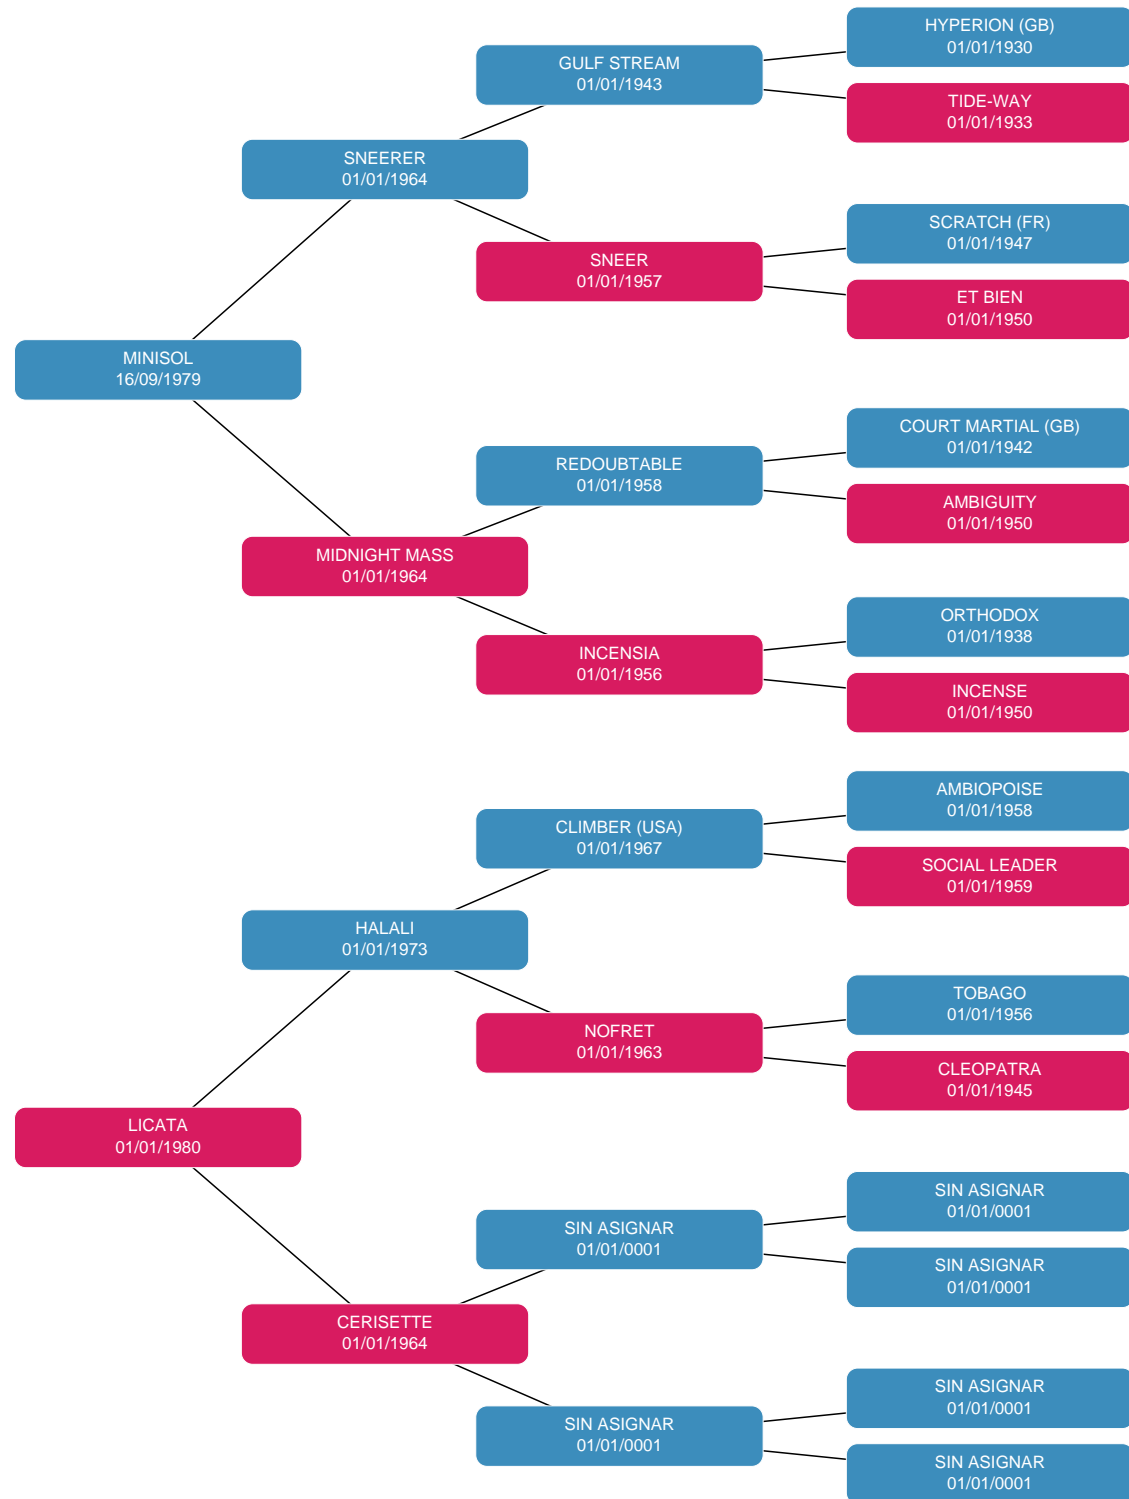 HYPERION (GB)
01/01/1930
GULF STREAM
01/01/1943
TIDE-WAY
01/01/1933
SNEERER
01/01/1964
SCRATCH (FR)
01/01/1947
SNEER
01/01/1957
ET BIEN
01/01/1950
MINISOL
16/09/1979
COURT MARTIAL (GB)
01/01/1942
REDOUBTABLE
01/01/1958
AMBIGUITY
01/01/1950
MIDNIGHT MASS
01/01/1964
ORTHODOX
01/01/1938
INCENSIA
01/01/1956
INCENSE
01/01/1950
AMBIOPOISE
01/01/1958
CLIMBER (USA)
01/01/1967
SOCIAL LEADER
01/01/1959
HALALI
01/01/1973
TOBAGO
01/01/1956
NOFRET
01/01/1963
CLEOPATRA
01/01/1945
LICATA
01/01/1980
SIN ASIGNAR
01/01/0001
SIN ASIGNAR
01/01/0001
SIN ASIGNAR
01/01/0001
CERISETTE
01/01/1964
SIN ASIGNAR
01/01/0001
SIN ASIGNAR
01/01/0001
SIN ASIGNAR
01/01/0001